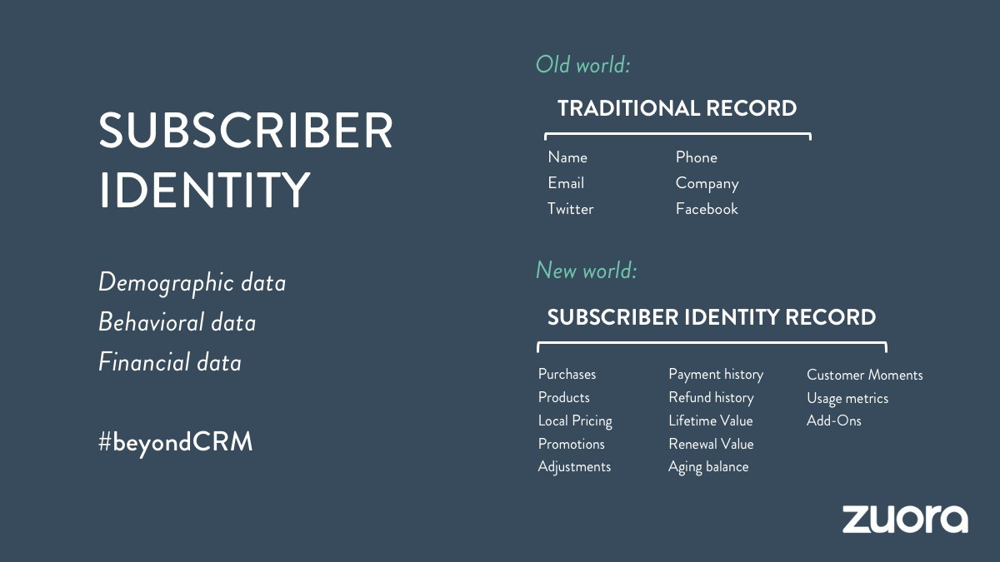 SUBSCRIBER
IDENTITY
Demographic data
Behavioral data
Financial data
#beyondCRM
Old world:
TRADITIONAL RECORD
Name Phone
Email Company
Twitter Facebook
New world:
SUBSCRIBER IDENTITY RECORD
Purchases Payment history Customer Moments
Products Refund history Usage metrics
Local Pricing Lifetime Value Add-Ons
Promotions Renewal Value
Adjustments Aging balance
zuora